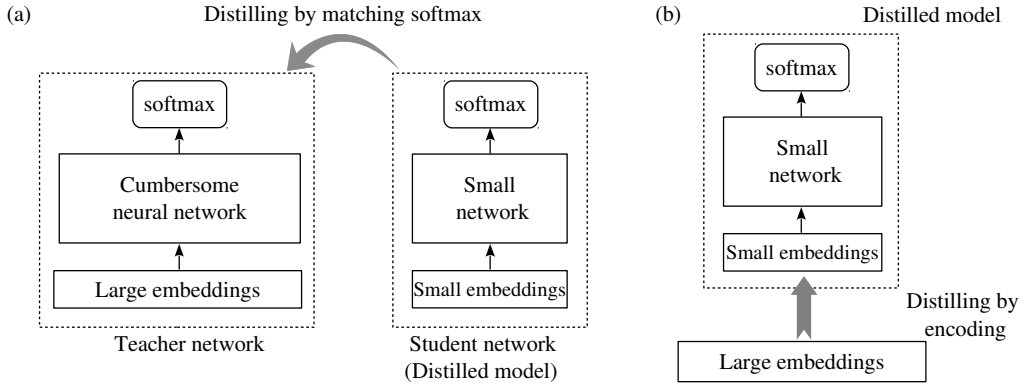 (a)
Distilling by matching softmax
softmax
Cumbersome
neural network
Large embeddings
Teacher network
softmax
Small
network
Small embeddings
Student network
(Distilled model)
(b)
Distilled model
softmax
Small
network
Small embeddings
Distilling by
encoding
Large embeddings